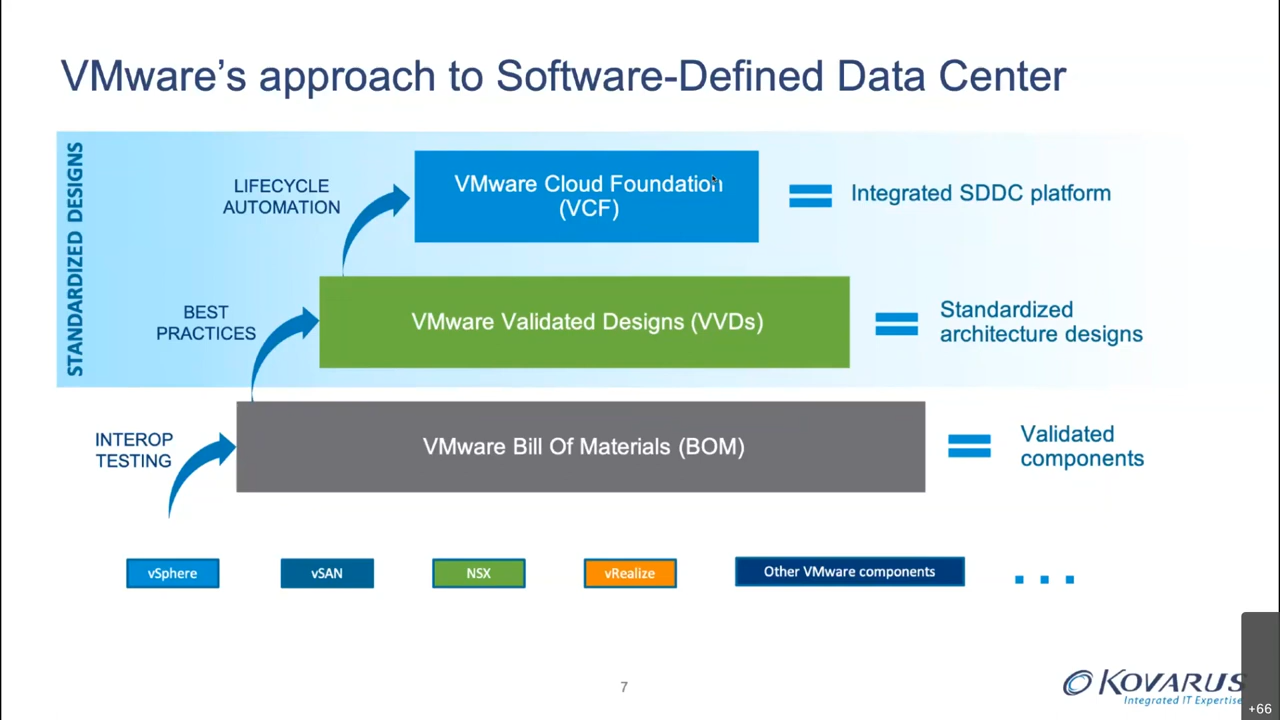 VMware’s approach to Software-Defined Data Center
STANDARDIZED DESIGNS
LIFECYCLE
AUTOMATION
VMware Cloud Foundation
(VCF)
Integrated SDDC platform
BEST
PRACTICES
VMware Validated Designs (VVDs)
Standardized
architecture designs
INTEROP
TESTING
VMware Bill Of Materials (BOM)
Validated
components
vSphere
vSAN
NSX
vRealize
Other VMware components
. . .
7
KOVARUS
Integrated IT Expertise
+66